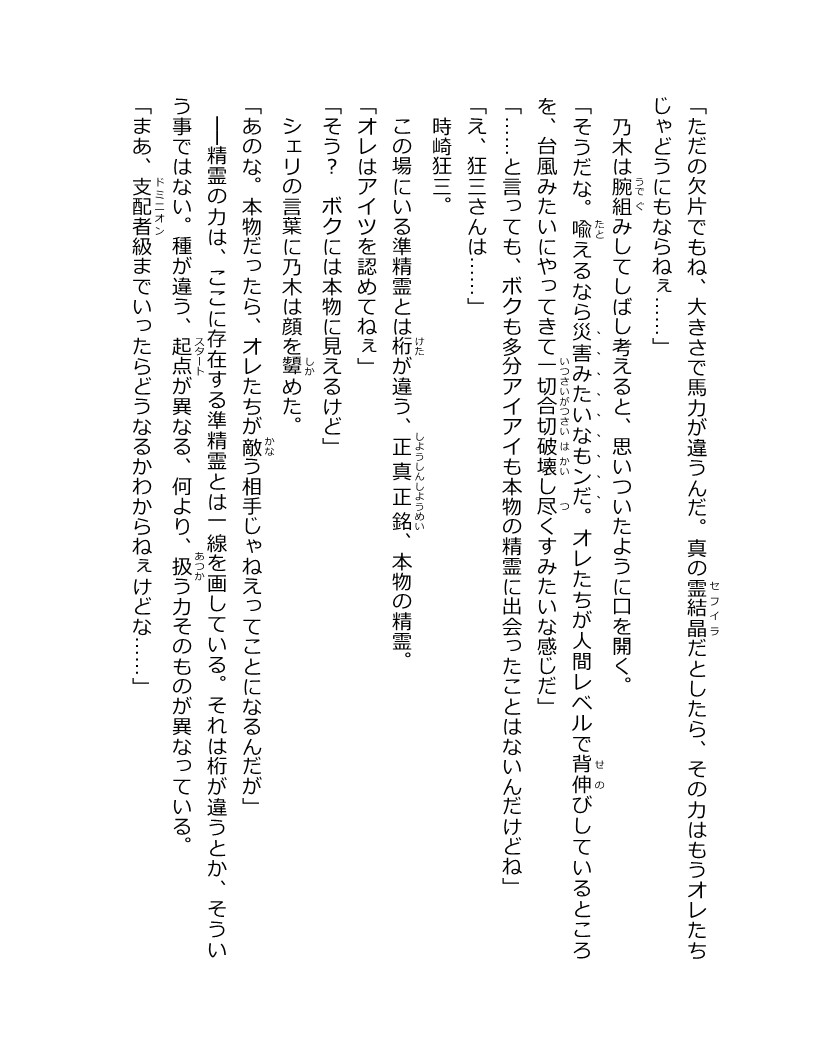 「ただの欠片でもね、大きさで馬力が違うんだ。真の霊結晶だとしたら、その力はもうオレたち
じゃどうにもならねぇ……」
乃木は腕組みしてしばし考えると、思いついたように口を開く。
「そうだな。喩えるなら災害みたいなもンだ。オレたちが人間レベルで背伸びしているところ
を、台風みたいにやってきて一切合切破壊し尽くすみたいな感じだ」
「……と言っても、ボクも多分アイアイも本物の精霊に出会ったことはないんだけどね」
「え、狂三さんは……」
時崎狂三。
この場にいる準精霊とは桁が違う、正真正銘、本物の精霊。
「オレはアイツを認めてねぇ」
「そう？　ボクには本物に見えるけど」
シェリの言葉に乃木は顔を顰めた。
「あのな。本物だったら、オレたちが敵う相手じゃねえってことになるんだが」
──精霊の力は、ここに存在する準精霊とは一線を画している。それは桁が違うとか、そうい
う事ではない。種が違う、起点が異なる、何より、扱う力そのものが異なっている。
「まあ、支配者級までいったらどうなるかわからねぇけどな……」